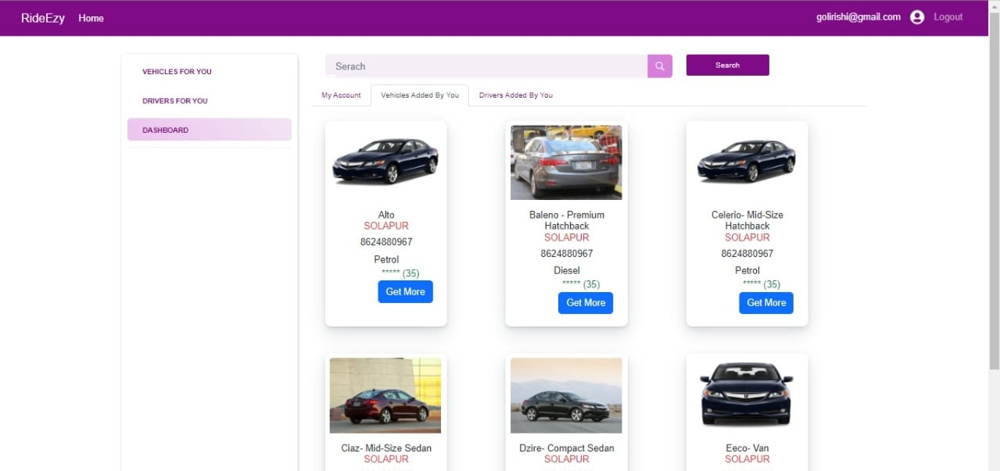 RideEzy Home golirishi@gmail.com Logout
VEHICLES FOR YOU
DRIVERS FOR YOU
DASHBOARD
Serach
Search
My Account Vehicles Added By You Drivers Added By You
Alto
SOLAPUR
8624880967
Petrol
***** (35)
Get More
Baleno - Premium
Hatchback
SOLAPUR
8624880967
Diesel
***** (35)
Get More
Celerio- Mid-Size
Hatchback
SOLAPUR
8624880967
Petrol
***** (35)
Get More
Ciaz- Mid-Size Sedan
SOLAPUR
Dzire- Compact Sedan
SOLAPUR
Eeco- Van
SOLAPUR